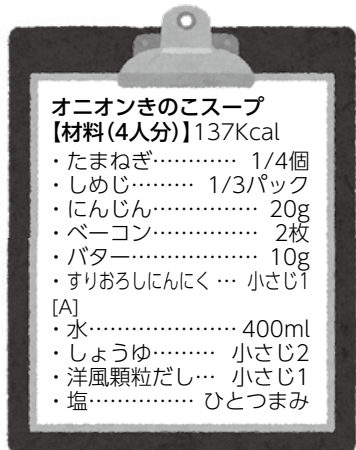 オニオンきのこスープ
【材料(4人分)】137Kcal
・たまねぎ………… 1/4個
・しめじ……… 1/3パック
・にんじん…………… 20g
・ベーコン…………… 2枚
・バター……………… 10g
・すりおろしにんにく … 小さじ1
[A]
・水………………… 400ml
・しょうゆ……… 小さじ2
・洋風顆粒だし… 小さじ1
・塩…………… ひとつまみ